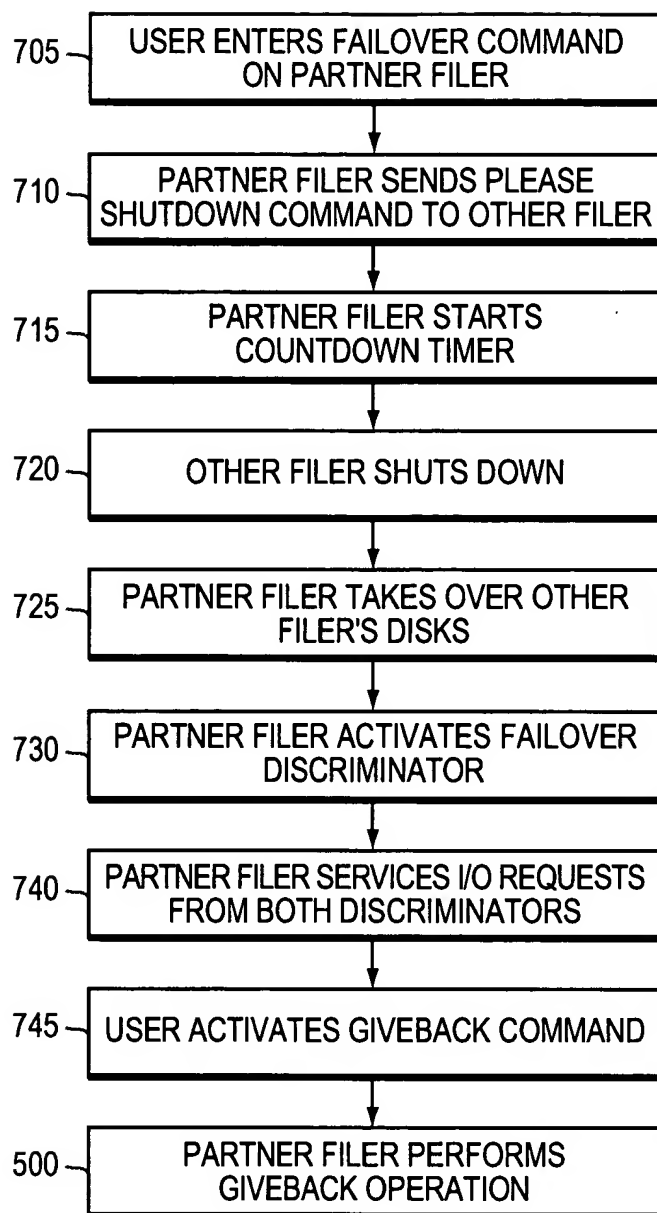 705
USER ENTERS FAILOVER COMMAND
ON PARTNER FILER
710
PARTNER FILER SENDS PLEASE
SHUTDOWN COMMAND TO OTHER FILER
715
PARTNER FILER STARTS
COUNTDOWN TIMER
720
OTHER FILER SHUTS DOWN
725
PARTNER FILER TAKES OVER OTHER
FILER'S DISKS
730
PARTNER FILER ACTIVATES FAILOVER
DISCRIMINATOR
740
PARTNER FILER SERVICES I/O REQUESTS
FROM BOTH DISCRIMINATORS
745
USER ACTIVATES GIVEBACK COMMAND
500
PARTNER FILER PERFORMS
GIVEBACK OPERATION